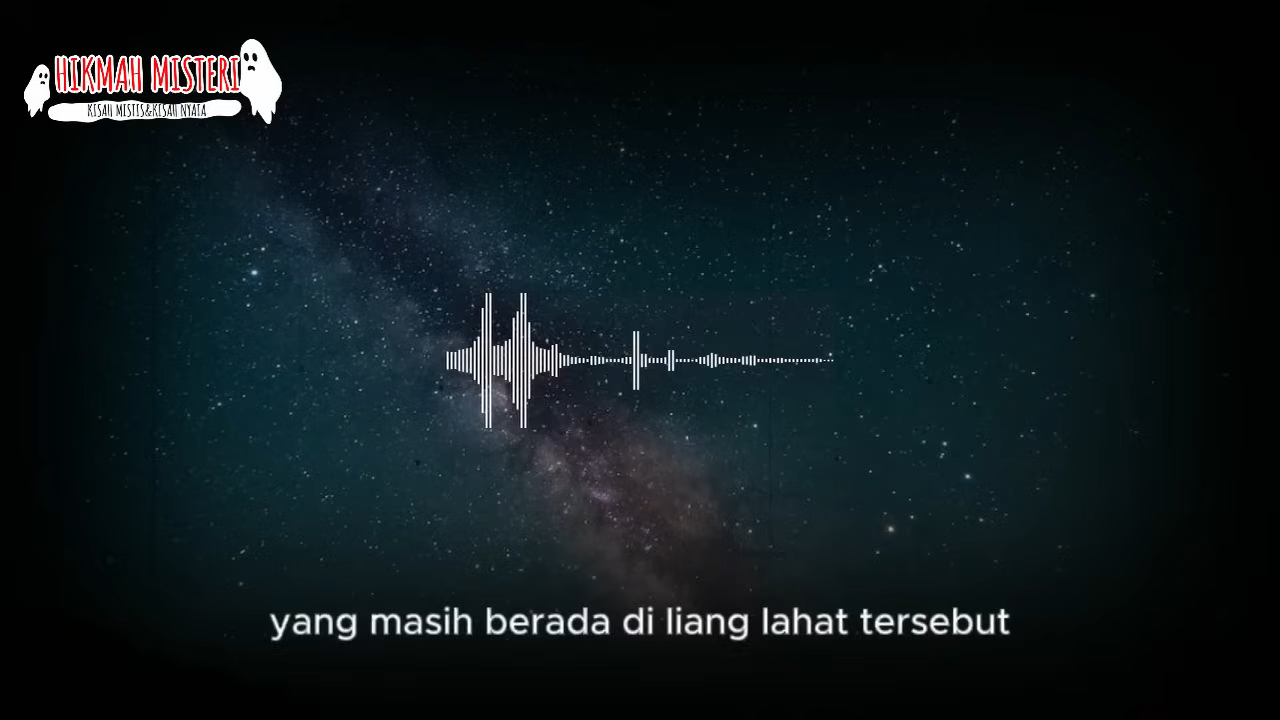 HIKMAH MISTERI
KISAH MISTIS&KISAH NYATA
yang masih berada di liang lahat tersebut